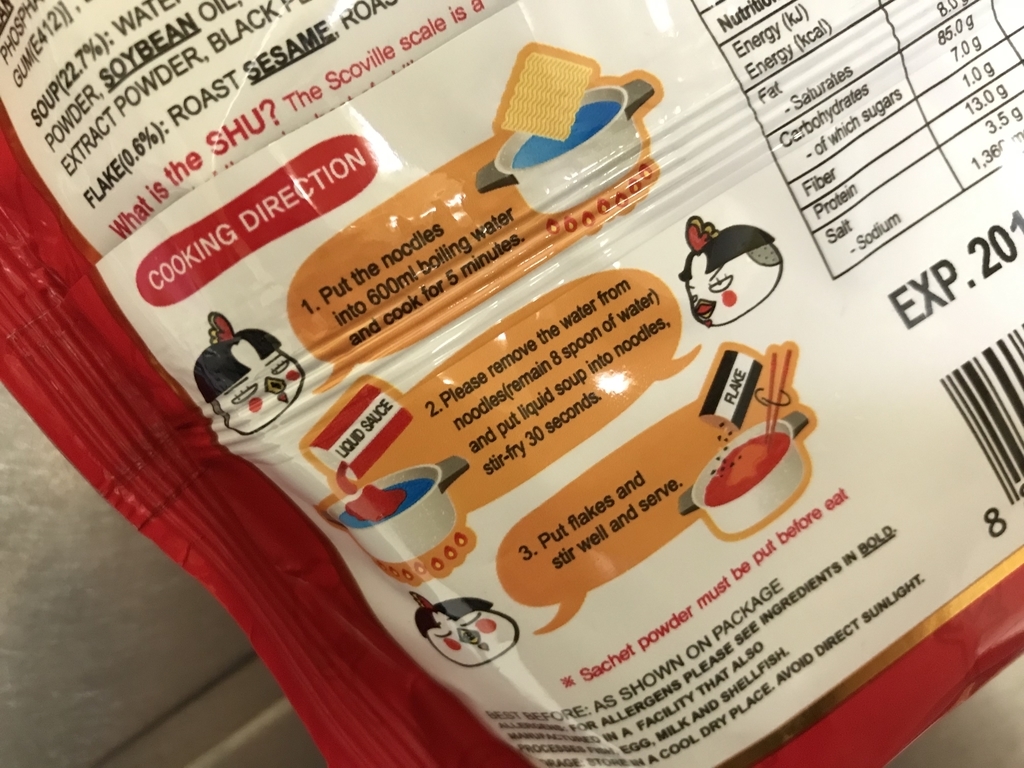 PHOSPHA
GUM(E412)]
SOUP(22.7%): WATER
POWDER, SOYBEAN OIL,
EXTRACT POWDER, BLACK PE
FLAKE(0.6%): ROAST SESAME, ROAS
What is the SHU? The Scoville scale is a
COOKING DIRECTION
1. Put the noodles
into 600ml boiling water
and cook for 5 minutes.
2. Please remove the water from
noodles(remain 8 spoon of water)
and put liquid soup into noodles,
stir-fry 30 seconds.
LIQUID SAUCE
FLAKE
3. Put flakes and
stir well and serve.
※ Sachet powder must be put before eat
BEST BEFORE: AS SHOWN ON PACKAGE
ALLERGENS: FOR ALLERGENS PLEASE SEE INGREDIENTS IN BOLD.
MANUFACTURED IN A FACILITY THAT ALSO
PROCESSES FISH, EGG, MILK AND SHELLFISH.
RAGE: STORE IN A COOL DRY PLACE. AVOID DIRECT SUNLIGHT.
Nutrition
Energy (kJ)
Energy (kcal)
Fat 8.0
- Saturates
Carbohydrates 85.0 g
- of which sugars 7.0 g
Fiber 1.0 g
Protein 13.0 g
Salt 3.5 g
- Sodium 1,36
EXP. 201
8